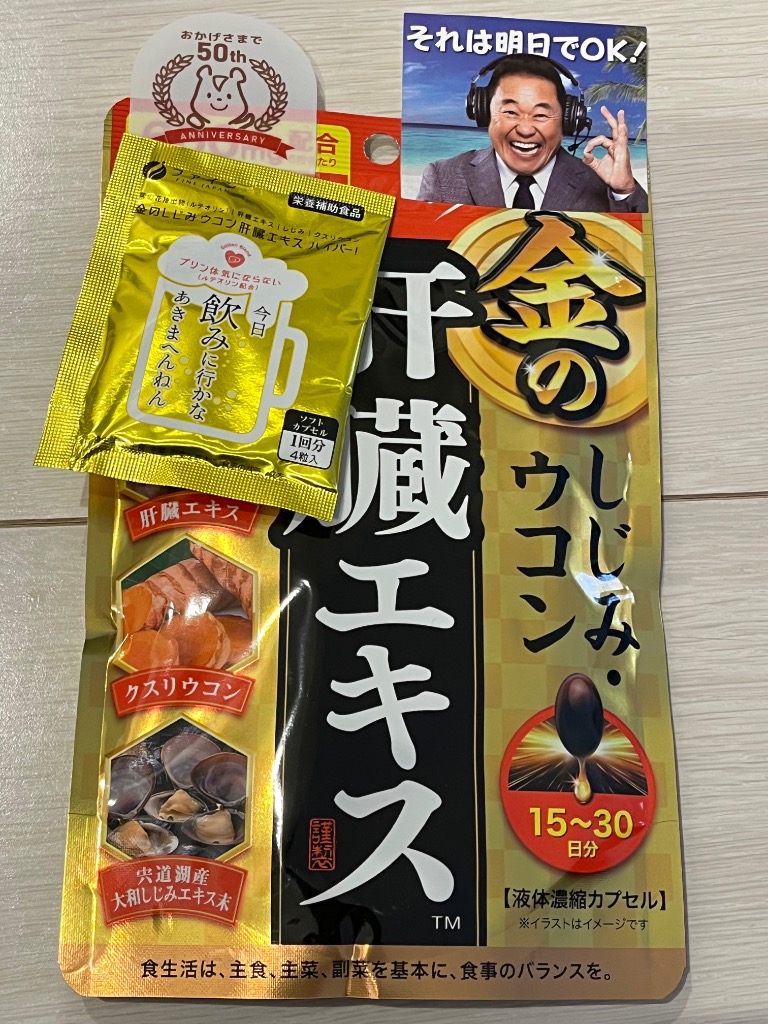 おかげさまで
50th
ANNIVERSARY
それは明日でOK!
配合
ファイン
FINE JAPAN
栄養補助食品
金のしじみウコン肝臓エキス ハイパー!
プリン体気にならない
(ルテオリン配合)
今日
飲みに行かな
あきまへんねん
ソフト
カプセル
1回分
4粒入
金の
しじみ・
ウコン
肝臓エキス
TM
肝臓エキス
クスリウコン
宍道湖産
大和しじみエキス末
15〜30
日分
【液体濃縮カプセル】
※イラストはイメージです
食生活は、主食、主菜、副菜を基本に、食事のバランスを。